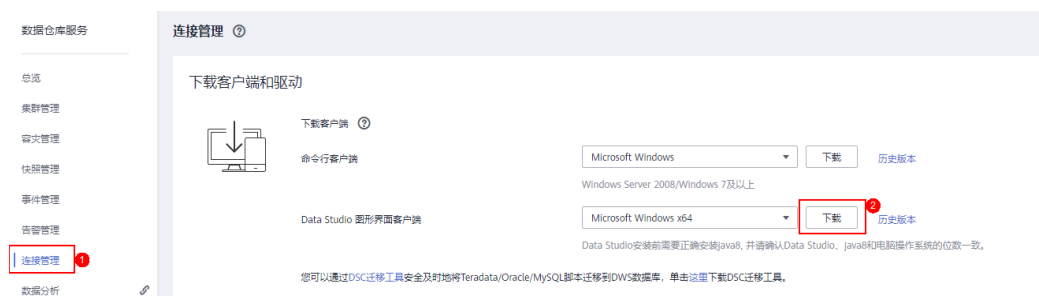 数据仓库服务
连接管理 ?
总览
集群管理
容灾管理
快照管理
事件管理
告警管理
连接管理 1
数据分析
下载客户端和驱动
下载客户端 ?
命令行客户端 Microsoft Windows 下载 历史版本
Windows Server 2008/Windows 7及以上
Data Studio 图形界面客户端 Microsoft Windows x64 下载 2 历史版本
Data Studio安装前需要正确安装java8, 并请确认Data Studio、java8和电脑操作系统的位数一致。
您可以通过DSC迁移工具安全及时地将Teradata/Oracle/MySQL脚本迁移到DWS数据库，单击这里下载DSC迁移工具。